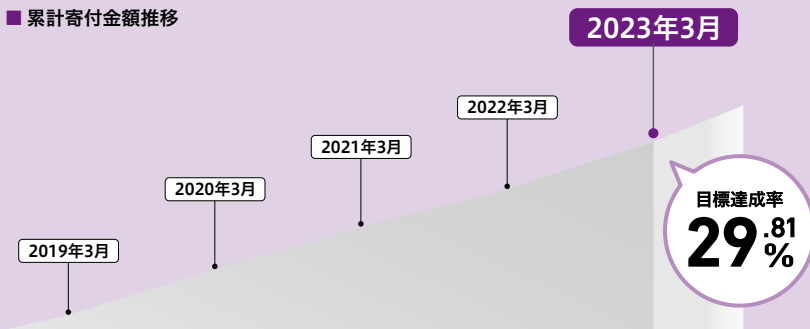 ■ 累計寄付金額推移
2023年3月
2022年3月
2021年3月
2020年3月
2019年3月
目標達成率
29.81%